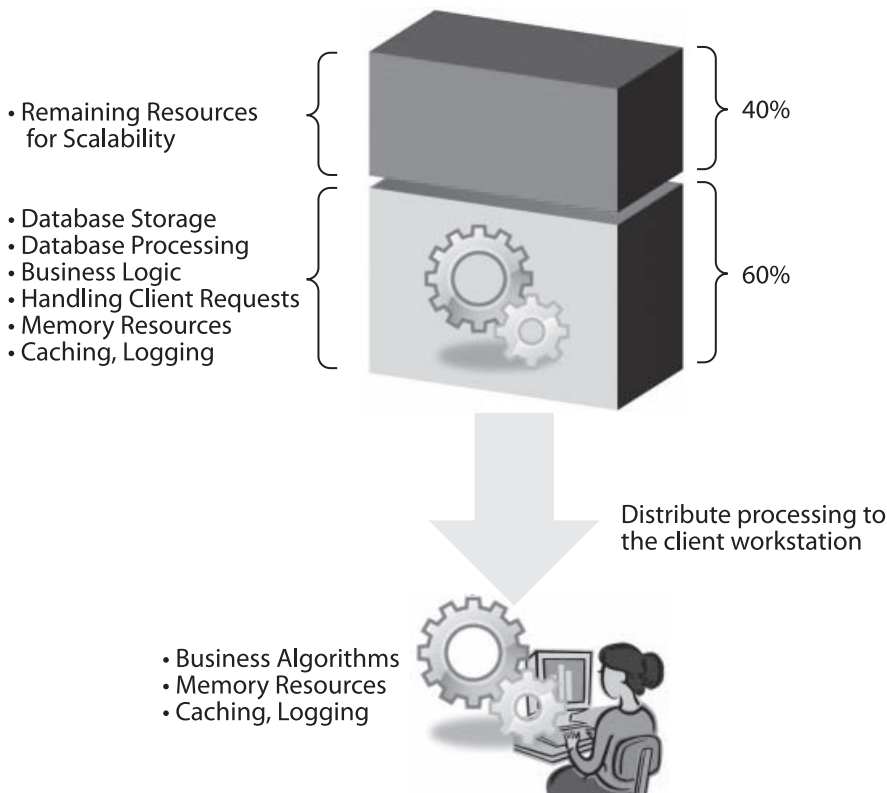 • Remaining Resources
for Scalability
40%
• Database Storage
• Database Processing
• Business Logic
• Handling Client Requests
• Memory Resources
• Caching, Logging
60%
Distribute processing to
the client workstation
• Business Algorithms
• Memory Resources
• Caching, Logging